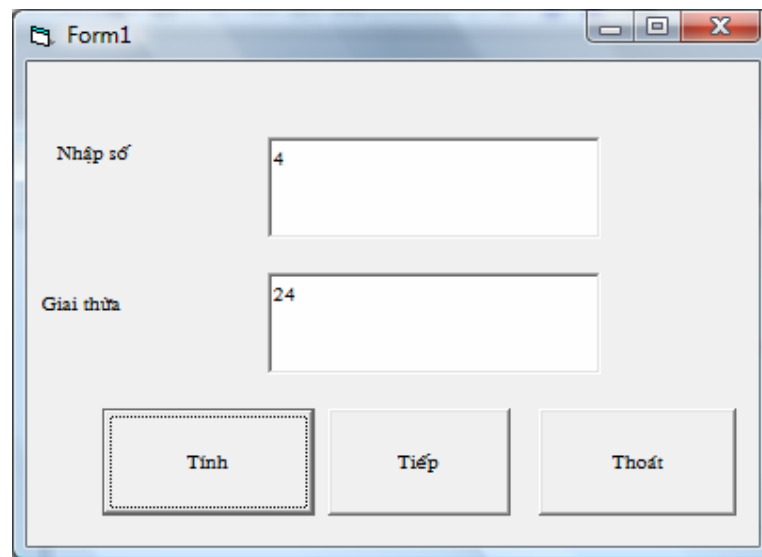 Form1
Nhập số
4
Giai thừa
24
Tính
Tiếp
Thoát